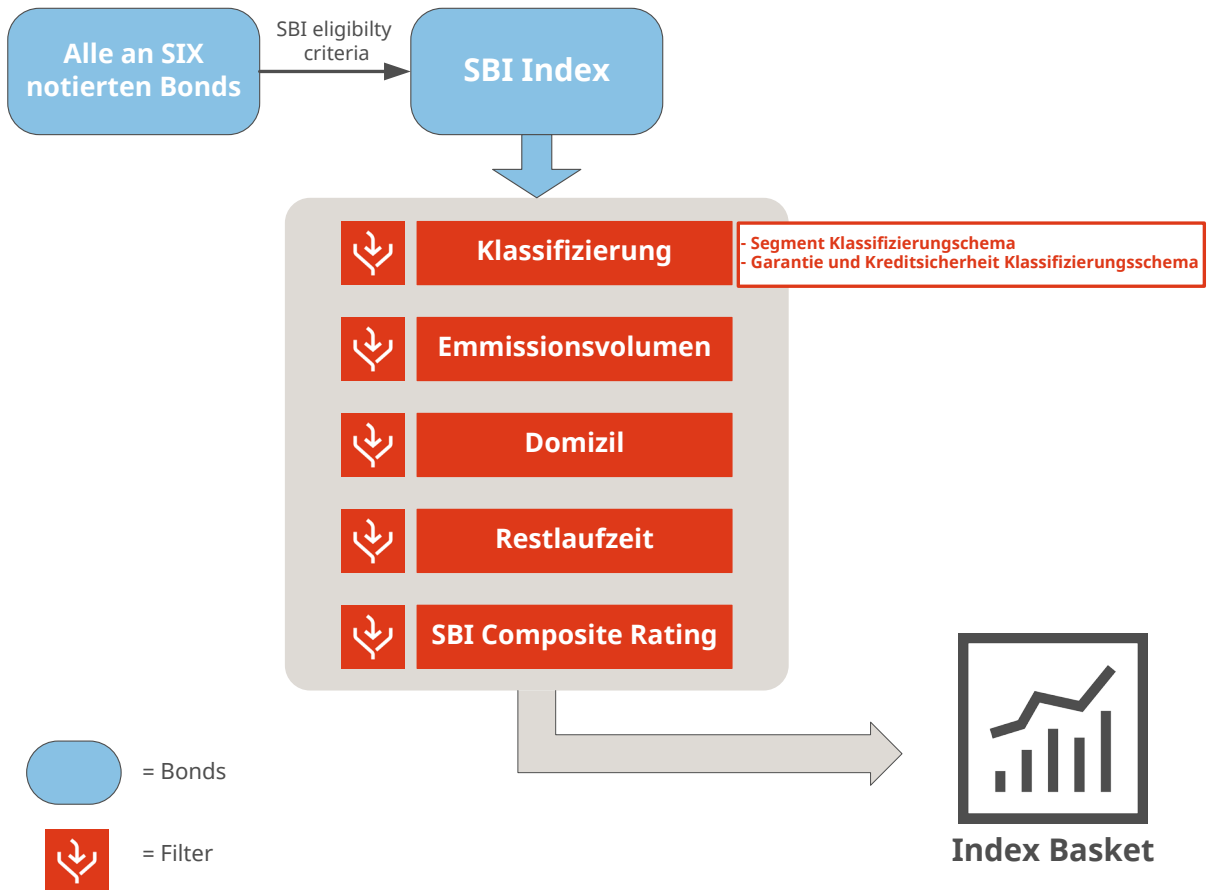 Alle an SIX
notierten Bonds
SBI eligibilty
criteria
SBI Index
Klassifizierung
- Segment Klassifizierungschema
- Garantie und Kreditsicherheit Klassifizierungsschema
Emmissionsvolumen
Domizil
Restlaufzeit
SBI Composite Rating
= Bonds
= Filter
Index Basket